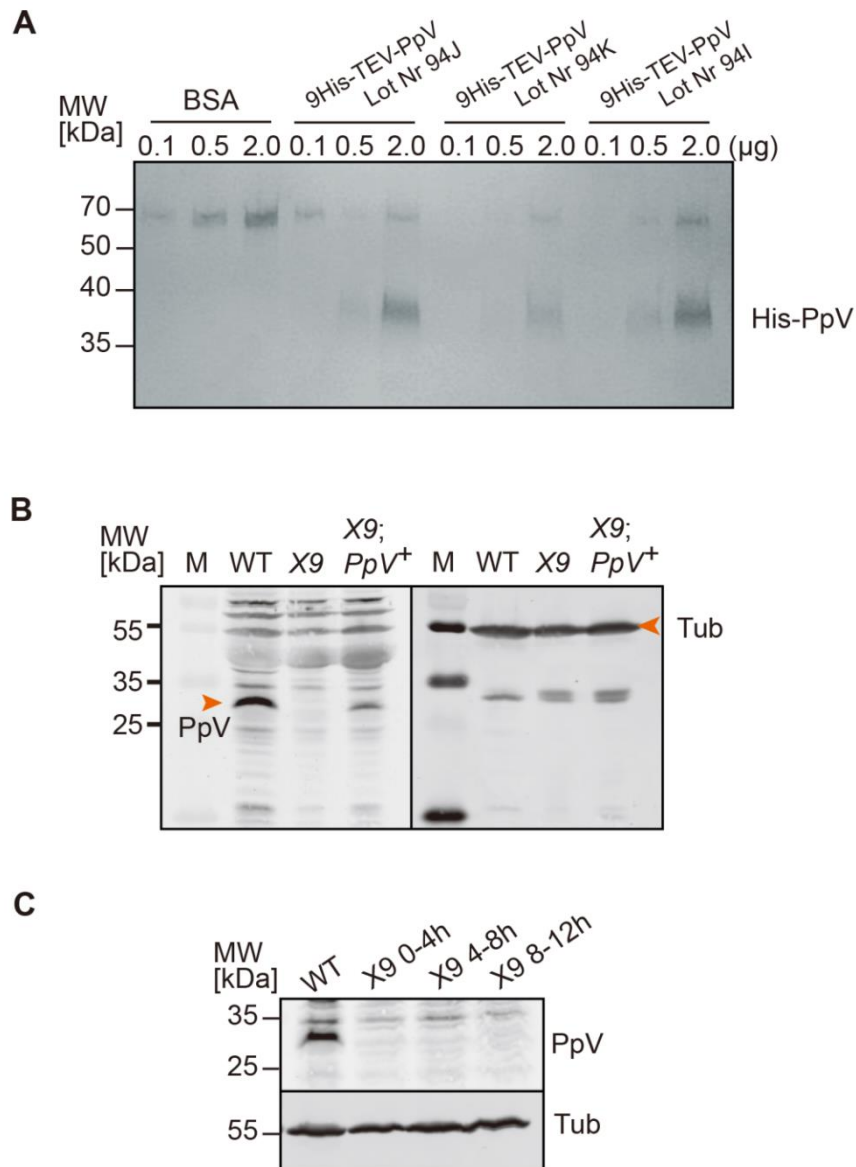 A
9His-TEV-PpV
Lot Nr 94J
9His-TEV-PpV
Lot Nr 94K
9His-TEV-PpV
Lot Nr 94I
MW
[kDa]
BSA
0.1 0.5 2.0 0.1 0.5 2.0 0.1 0.5 2.0 0.1 0.5 2.0 (µg)
70
50
40
35
His-PpV
B
MW
[kDa]
M WT X9 X9;
PpV+
M WT X9 X9;
PpV+
55
35
25
PpV
Tub
C
MW
[kDa]
WT
X9 0-4h
X9 4-8h
X9 8-12h
35
25
PpV
55
Tub